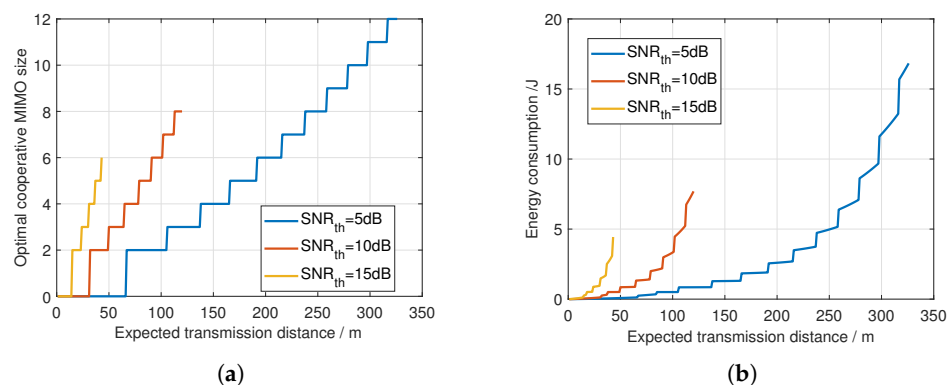 Optimal cooperative MIMO size
12
10
8
6
4
2
0
0 50 100 150 200 250 300 350
Expected transmission distance / m
SNRth=5dB
SNRth=10dB
SNRth=15dB
(a)
Energy consumption /J
20
15
10
5
0
0 50 100 150 200 250 300 350
Expected transmission distance / m
SNRth=5dB
SNRth=10dB
SNRth=15dB
(b)